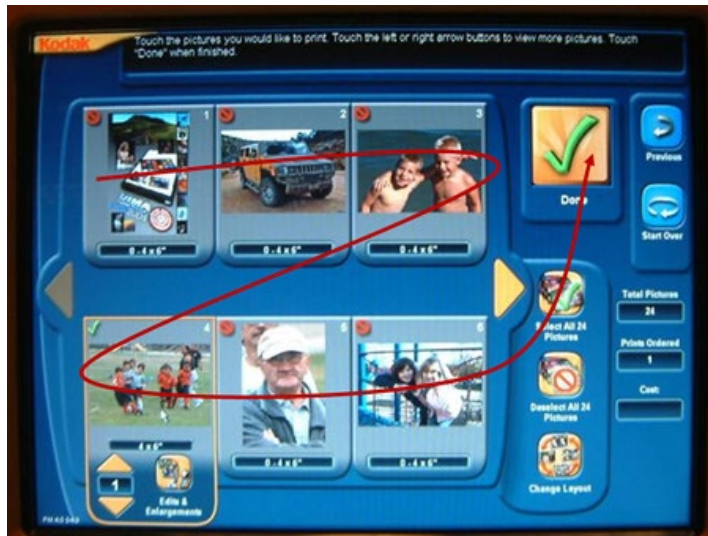 Kodak
Touch the pictures you would like to print. Touch the left or right arrow buttons to view more pictures. Touch
"Done" when finished.
1
2
3
Done
Previous
Start Over
0 - 4 x 6"
0 - 4 x 6"
0 - 4 x 6"
4
5
6
Select All 24
Pictures
Total Pictures
24
Prints Ordered
1
Deselect All 24
Pictures
Cost:
4 x 6"
0 - 4 x 6"
0 - 4 x 6"
1
Edits &
Enlargements
Change Layout